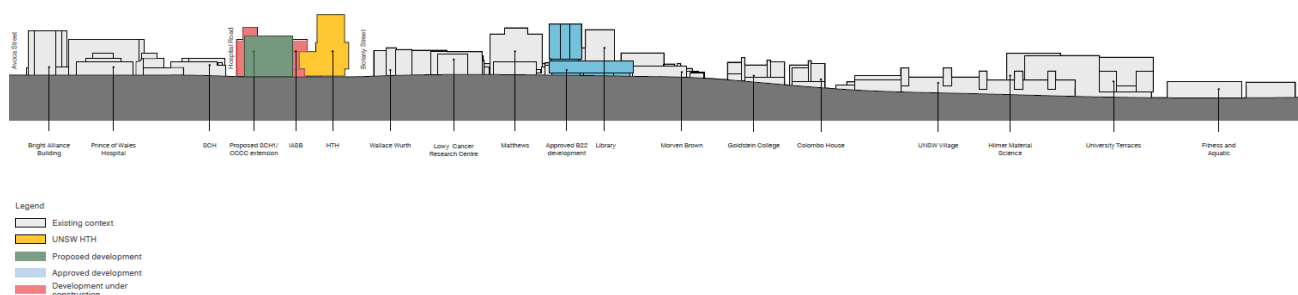 Avoca Street
Hospital Road
Botany Street
Bright Alliance
Building
Prince of Wales
Hospital
SCH
Proposed SCH1/
CCCC extension
IASB
HTH
Wallace Wurth
Lowy Cancer
Research Centre
Matthews
Approved B22
development
Library
Morven Brown
Goldstein College
Colombo House
UNSW Village
Hilmer Material
Science
University Terraces
Fitness and
Aquatic
Legend
Existing context
UNSW HTH
Proposed development
Approved development
Development under
construction